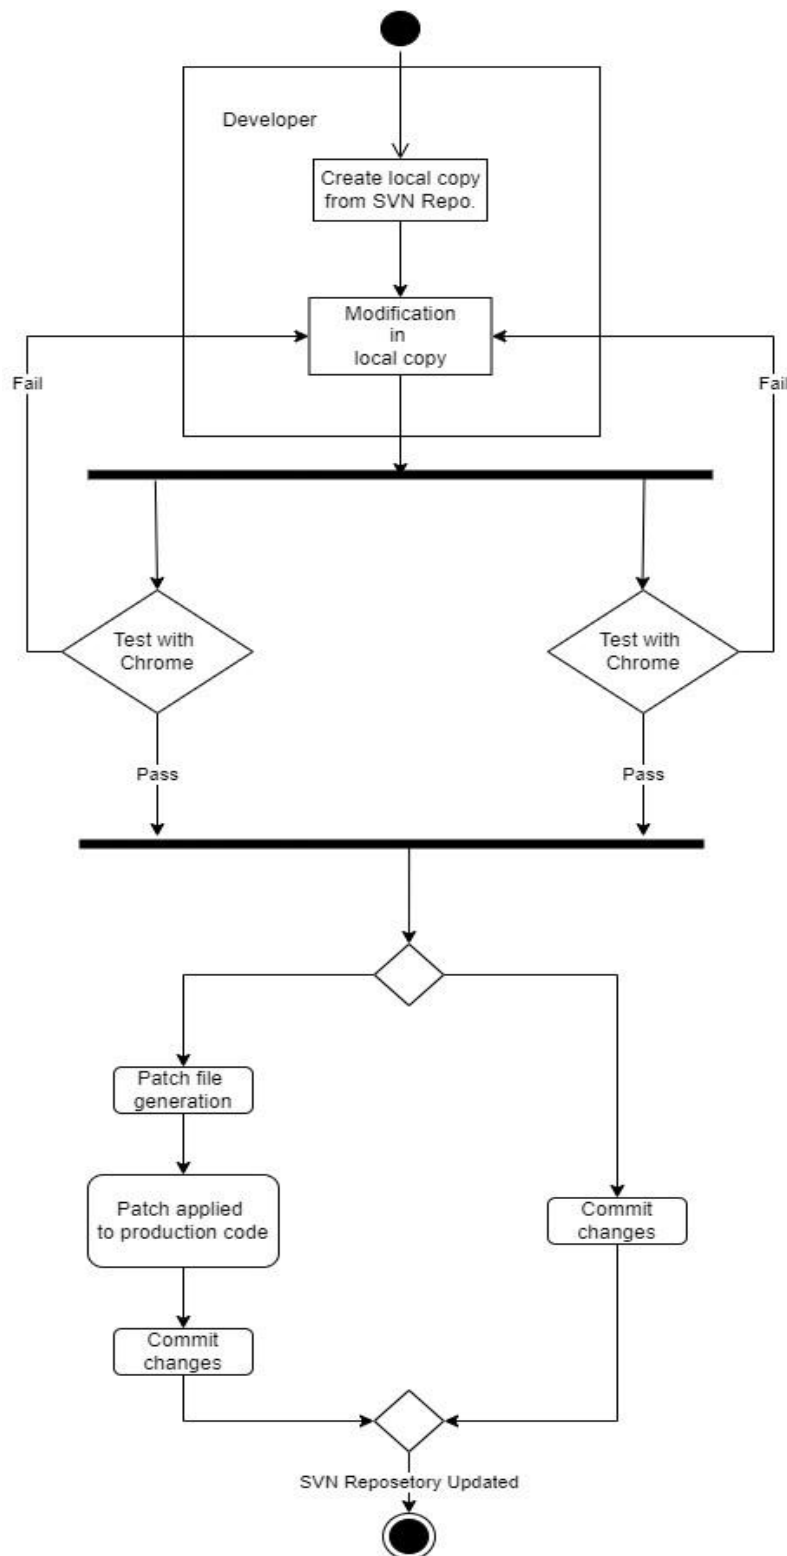 Developer
Create local copy
from SVN Repo.
Modification
in
local copy
Fail
Fail
Test with
Chrome
Test with
Chrome
Pass
Pass
Patch file
generation
Patch applied
to production code
Commit
changes
Commit
changes
SVN Reposetory Updated